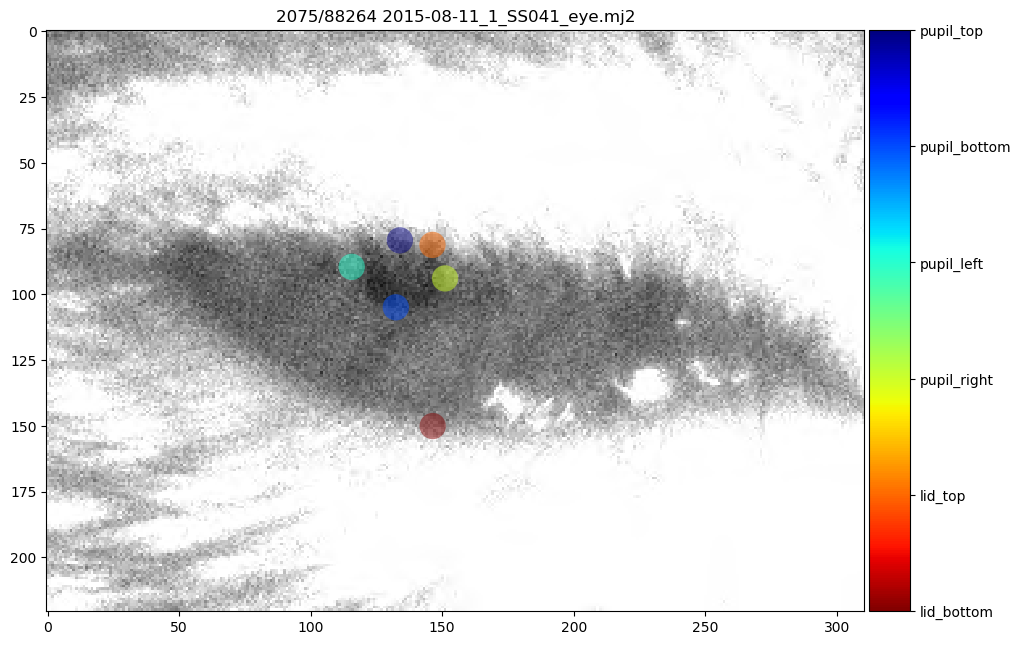 2075/88264 2015-08-11_1_SS041_eye.mj2
0
25
50
75
100
125
150
175
200
0
50
100
150
200
250
300
pupil_top
pupil_bottom
pupil_left
pupil_right
lid_top
lid_bottom